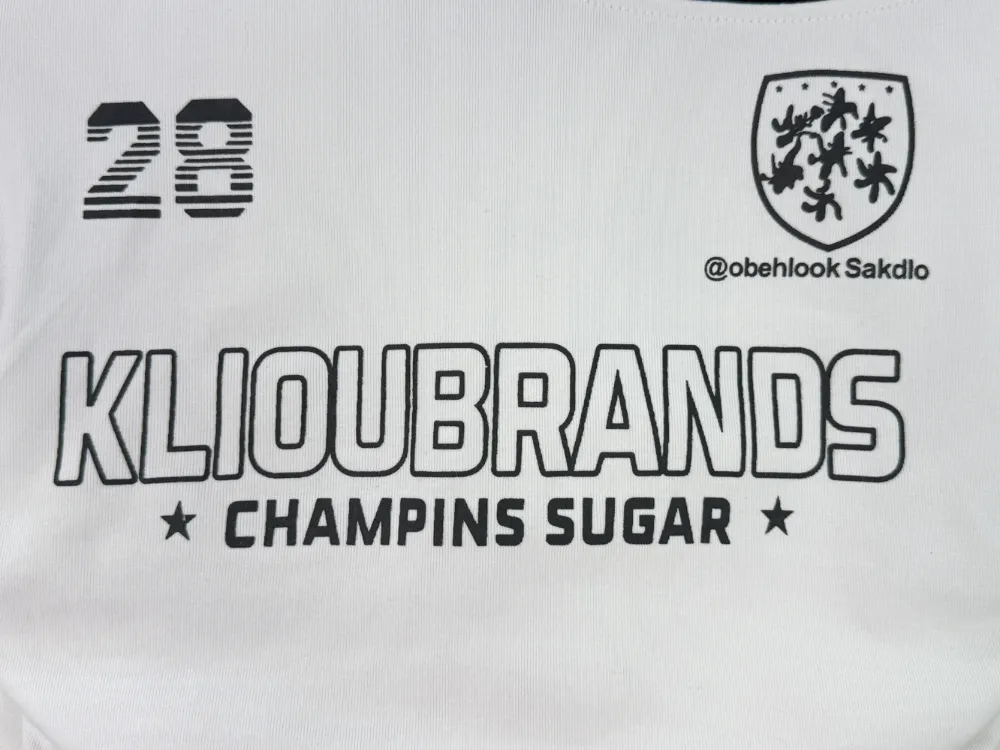 28
@obehlook Sakdlo
KLIOUBRANDS
★ CHAMPINS SUGAR ★